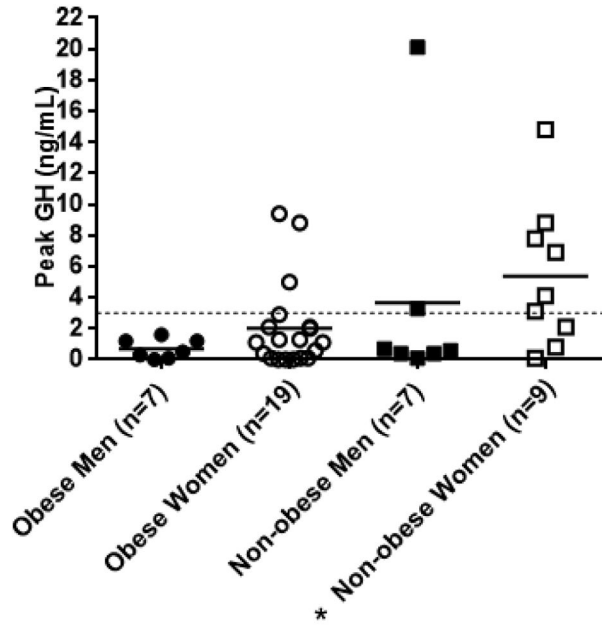 Peak GH (ng/mL)
22
20
18
16
14
12
10
8
6
4
2
0
Obese Men (n=7)
Obese Women (n=19)
Non-obese Men (n=7)
* Non-obese Women (n=9)